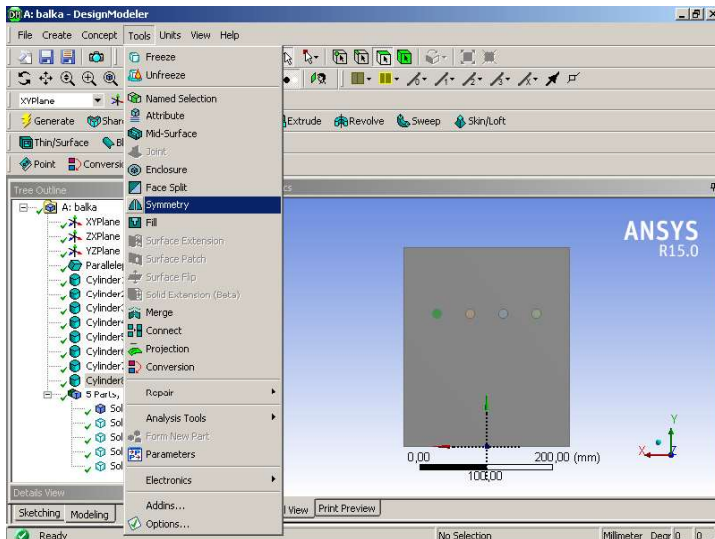 A: balka - DesignModeler
File Create Concept Tools Units View Help
Freeze
Unfreeze
XYPlane
Named Selection
Attribute
Generate
Extrude Revolve Sweep Skin/Loft
Mid-Surface
Thin/Surface
Joint
Point
Enclosure
Face Split
Tree Outline
Symmetry
A: balka
Fill
XYPlane
Surface Extension
ZXPlane
Surface Patch
YZPlane
Surface Flip
Solid Extension (Beta)
Merge
Connect
Projection
Conversion
Repair
5 Parts,
Analysis Tools
Form New Part
Parameters
Electronics
Details View
Addins...
Sketching Modeling
Print Preview
Options...
Ready
No Selection
Millimeter Degr 0 0
ANSYS
R15.0
0,00
200,00 (mm)
100,00
Y
X
Z